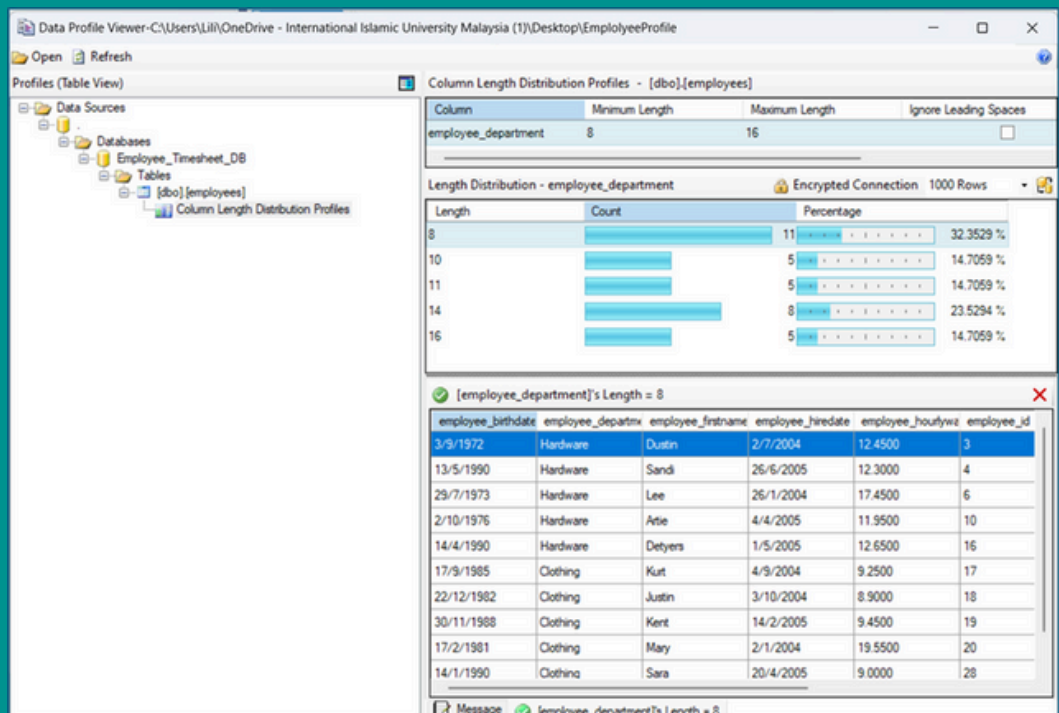 Data Profile Viewer-C:\Users\Lili\OneDrive - International Islamic University Malaysia (1)\Desktop\EmplolyeeProfile
Open Refresh
Profiles (Table View)
Data Sources
.
Databases
Employee_Timesheet_DB
Tables
[dbo].[employees]
Column Length Distribution Profiles
Column Length Distribution Profiles - [dbo].[employees]
Column Minimum Length Maximum Length Ignore Leading Spaces
employee_department 8 16
Length Distribution - employee_department Encrypted Connection 1000 Rows
Length Count Percentage
8 11 32.3529 %
10 5 14.7059 %
11 5 14.7059 %
14 8 23.5294 %
16 5 14.7059 %
[employee_department]'s Length = 8
employee_birthdate employee_departme employee_firstname employee_hiredate employee_hourlywa employee_id
3/9/1972 Hardware Dustin 2/7/2004 12.4500 3
13/5/1990 Hardware Sandi 26/6/2005 12.3000 4
29/7/1973 Hardware Lee 26/1/2004 17.4500 6
2/10/1976 Hardware Artie 4/4/2005 11.9500 10
14/4/1990 Hardware Detyers 1/5/2005 12.6500 16
17/9/1985 Clothing Kurt 4/9/2004 9.2500 17
22/12/1982 Clothing Justin 3/10/2004 8.9000 18
30/11/1988 Clothing Kent 14/2/2005 9.4500 19
17/2/1981 Clothing Mary 2/1/2004 19.5500 20
14/1/1990 Clothing Sara 20/4/2005 9.0000 28
Message [employee_department]'s Length = 8